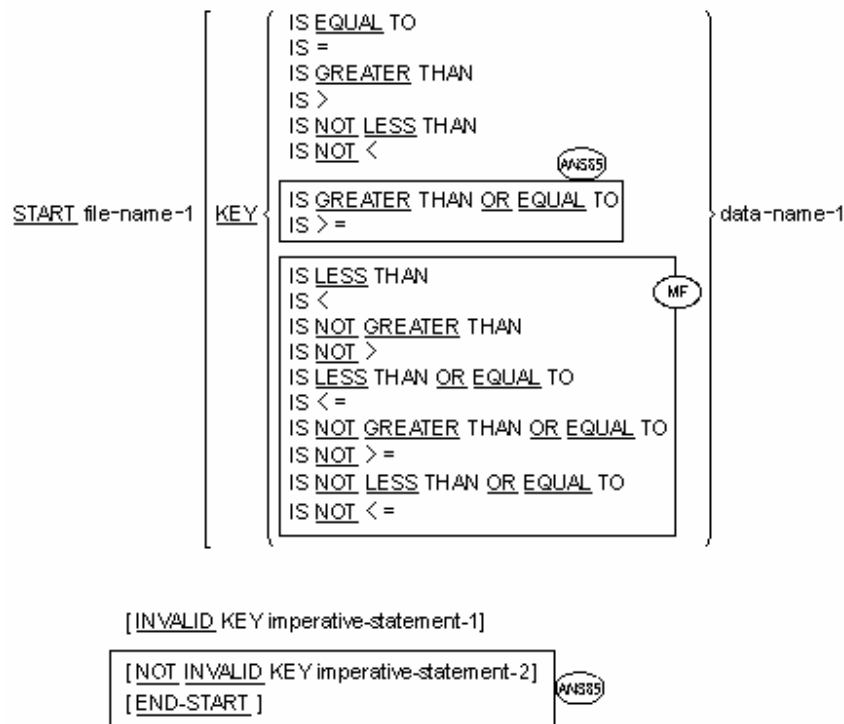 IS EQUAL TO
IS =
IS GREATER THAN
IS >
IS NOT LESS THAN
IS NOT <
ANS85
IS GREATER THAN OR EQUAL TO
IS > =
START file-name-1 KEY data-name-1
IS LESS THAN
MF
IS <
IS NOT GREATER THAN
IS NOT >
IS LESS THAN OR EQUAL TO
IS < =
IS NOT GREATER THAN OR EQUAL TO
IS NOT > =
IS NOT LESS THAN OR EQUAL TO
IS NOT < =
[INVALID KEY imperative-statement-1]
[NOT INVALID KEY imperative-statement-2]
[END-START ]
ANS85